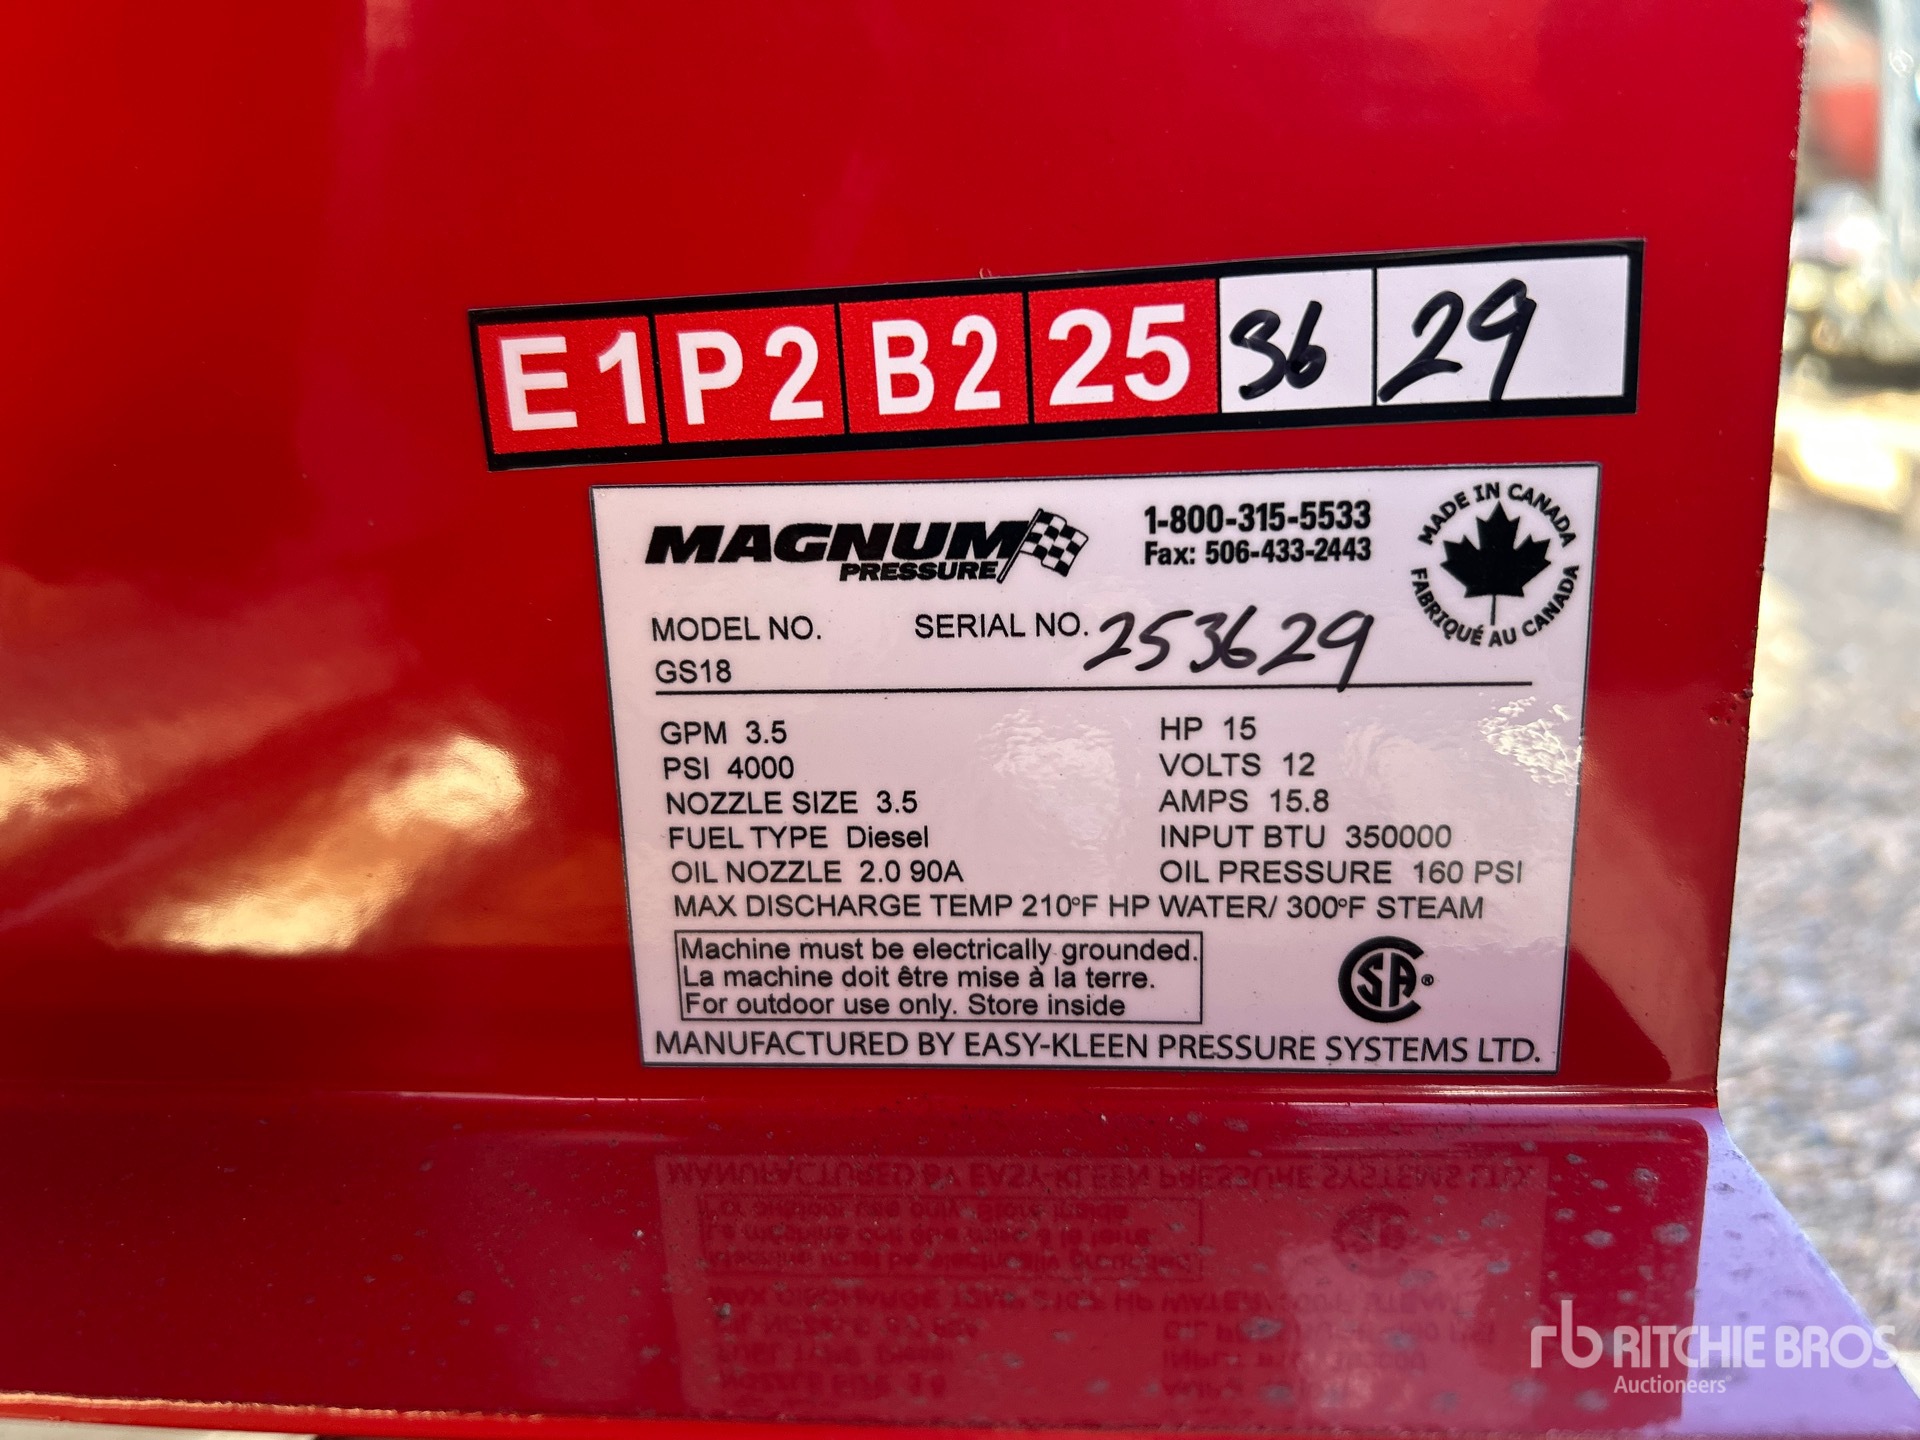 E1 P2 B2 25 36 29
MAGNUM
PRESSURE
1-800-315-5533
Fax: 506-433-2443
MADE IN CANADA
FABRIQUÉ AU CANADA
MODEL NO. SERIAL NO. 253629
GS18
GPM 3.5 HP 15
PSI 4000 VOLTS 12
NOZZLE SIZE 3.5 AMPS 15.8
FUEL TYPE Diesel INPUT BTU 350000
OIL NOZZLE 2.0 90A OIL PRESSURE 160 PSI
MAX DISCHARGE TEMP 210°F HP WATER/ 300°F STEAM
Machine must be electrically grounded.
La machine doit être mise à la terre.
For outdoor use only. Store inside
CSA®
MANUFACTURED BY EASY-KLEEN PRESSURE SYSTEMS LTD.
rb RITCHIE BROS
Auctioneers